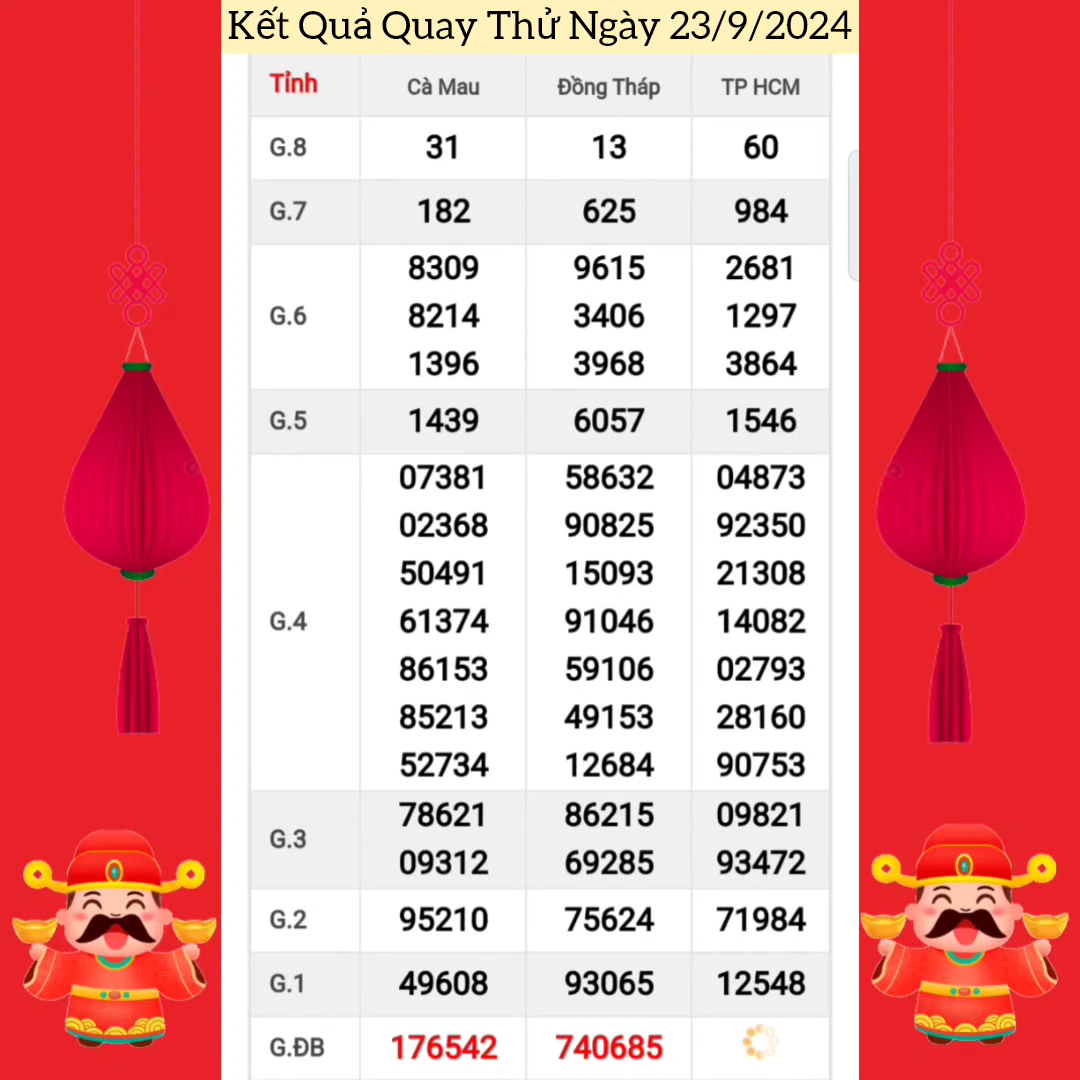 Kết Quả Quay Thử Ngày 23/9/2024
Tỉnh Cà Mau Đồng Tháp TP HCM
G.8 31 13 60
G.7 182 625 984
8309 9615 2681
G.6 8214 3406 1297
1396 3968 3864
G.5 1439 6057 1546
07381 58632 04873
02368 90825 92350
50491 15093 21308
G.4 61374 91046 14082
86153 59106 02793
85213 49153 28160
52734 12684 90753
78621 86215 09821
G.3
09312 69285 93472
G.2 95210 75624 71984
G.1 49608 93065 12548
G.ĐB 176542 740685